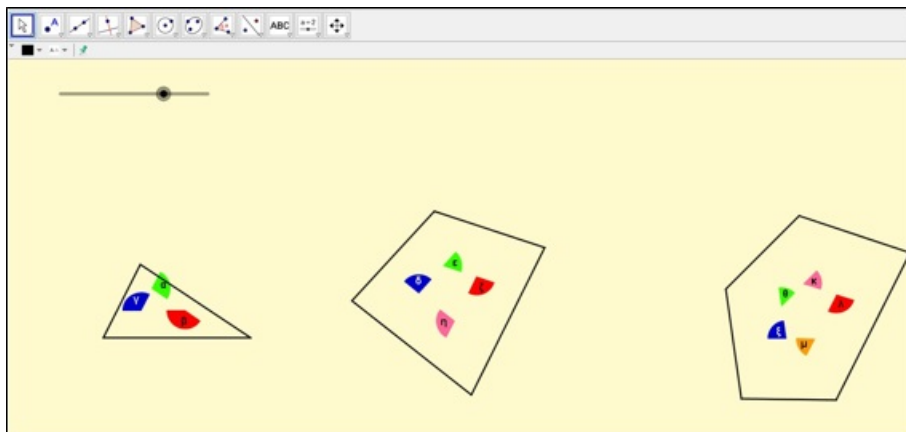 ABC
a=2
α
γ
β
ε
δ
ζ
η
κ
θ
λ
ξ
μ